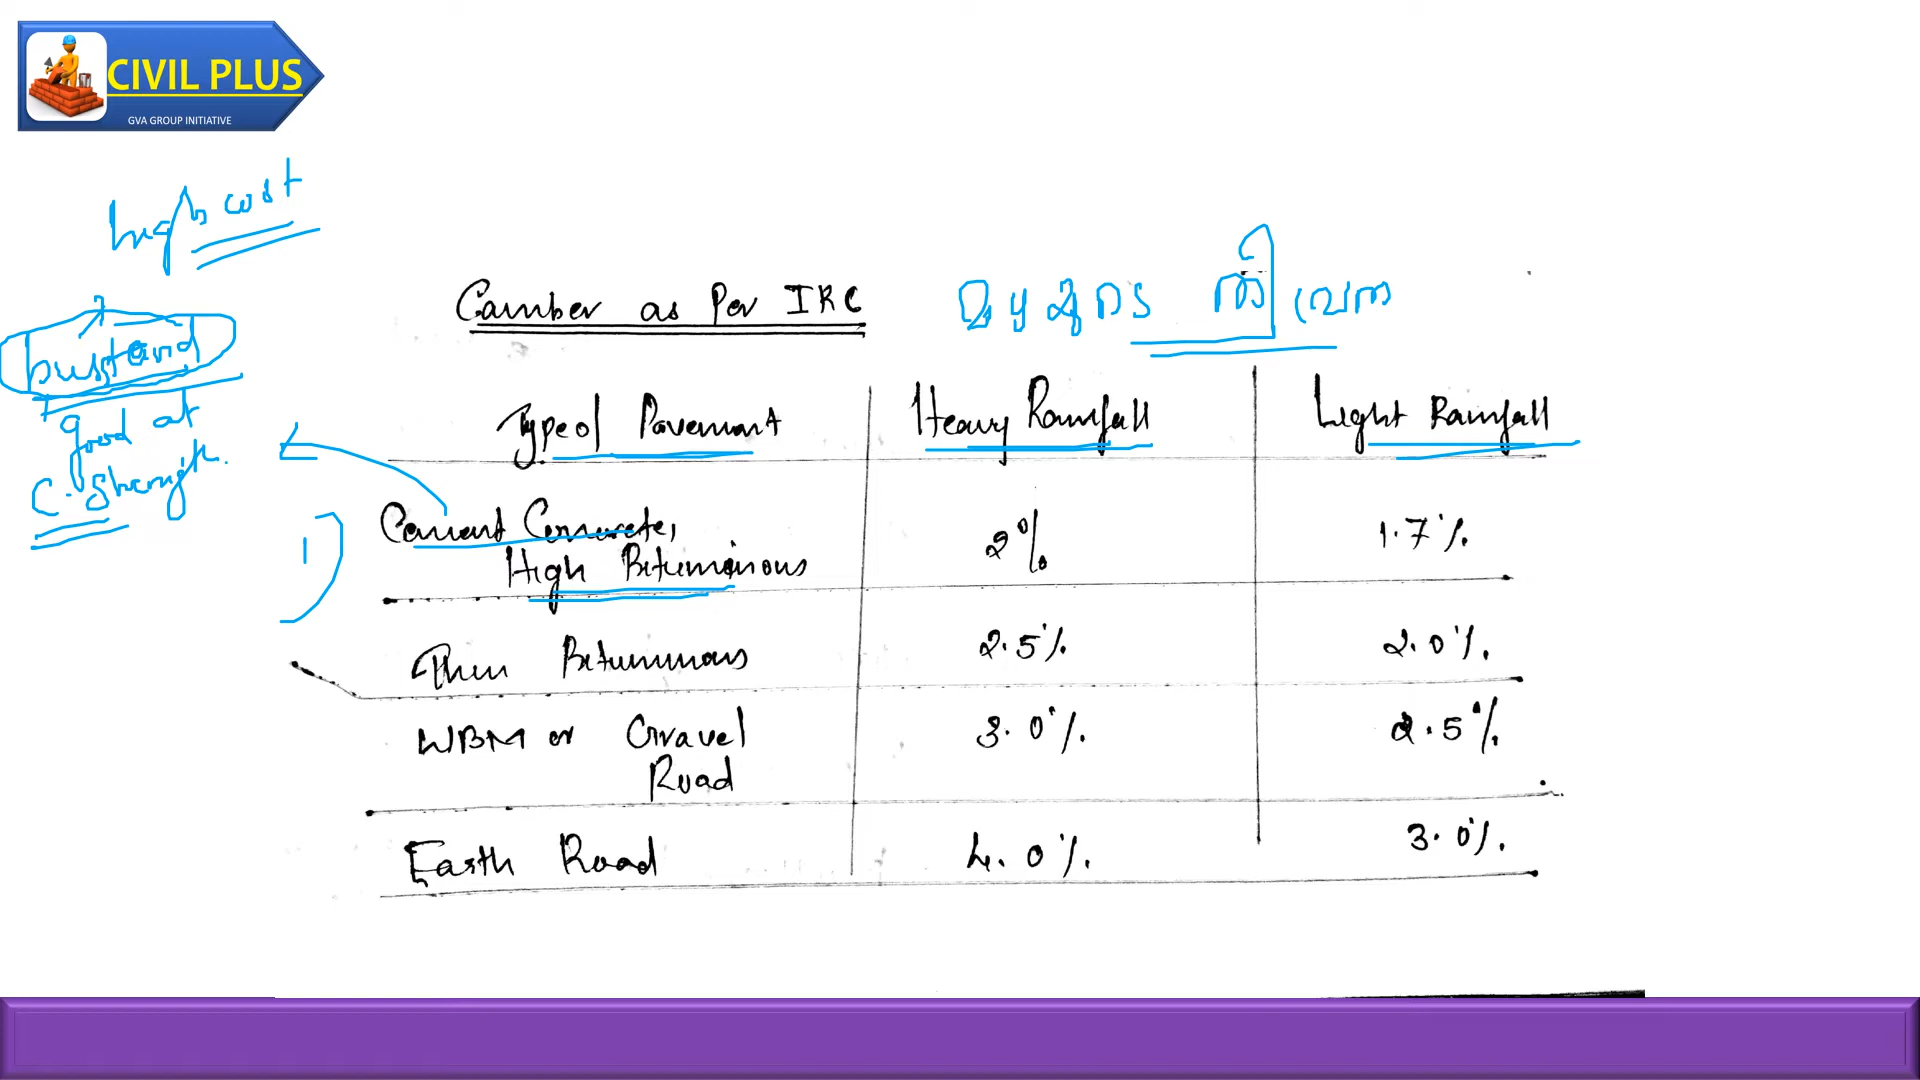 CIVIL PLUS
GVA GROUP INITIATIVE
high cost
Camber as Per IRC
busstand
good at
C. Strength.
Type of Pavement Heavy Rainfall Light Rainfall
1)
Cement Concrete, 2% 1.7%
High Bituminous
Thin Bituminous 2.5% 2.0%
WBM or Gravel 3.0% 2.5%
Road
Earth Road 4.0% 3.0%.